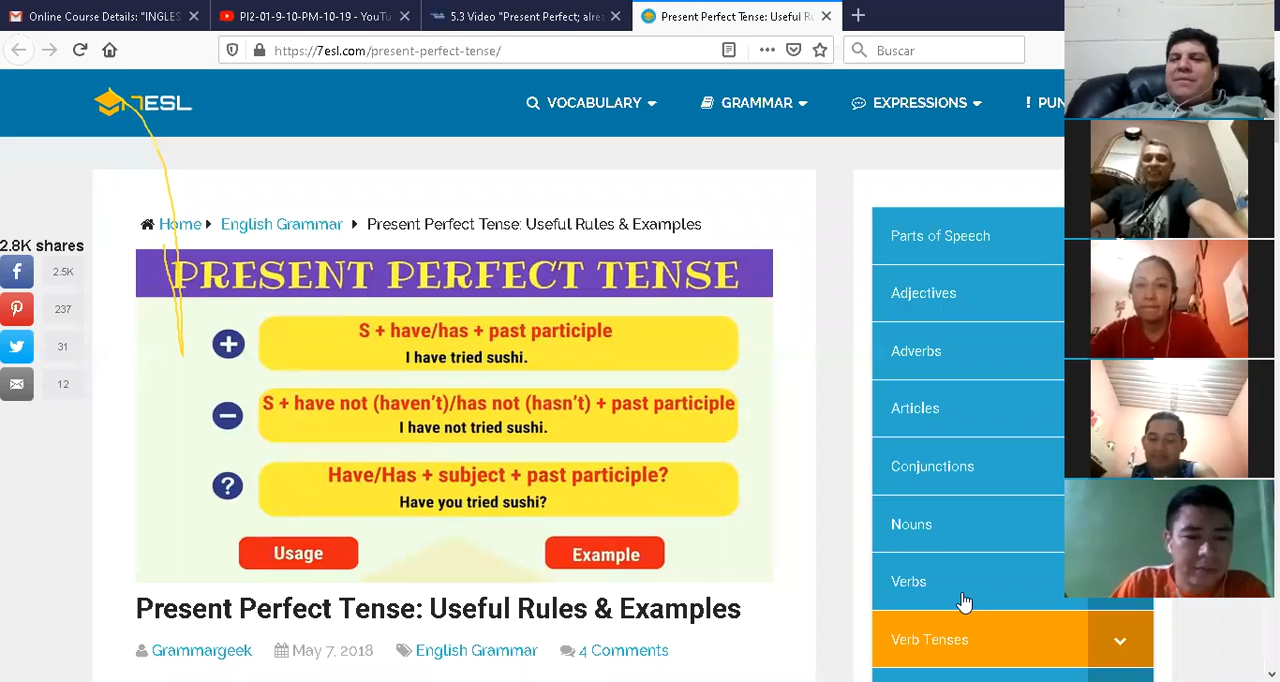 Online Course Details: "INGLES
PI2-01-9-10-PM-10-19 - YouTu
5.3 Video "Present Perfect; alrea
Present Perfect Tense: Useful Ru
https://7esl.com/present-perfect-tense/
Buscar
7ESL
VOCABULARY
GRAMMAR
EXPRESSIONS
! PUN
Home
English Grammar
Present Perfect Tense: Useful Rules & Examples
2.8K shares
2.5K
237
31
12
PRESENT PERFECT TENSE
+
S + have/has + past participle
I have tried sushi.
−
S + have not (haven't)/has not (hasn't) + past participle
I have not tried sushi.
?
Have/Has + subject + past participle?
Have you tried sushi?
Usage
Example
Present Perfect Tense: Useful Rules & Examples
Grammargeek
May 7, 2018
English Grammar
4 Comments
Parts of Speech
Adjectives
Adverbs
Articles
Conjunctions
Nouns
Verbs
Verb Tenses